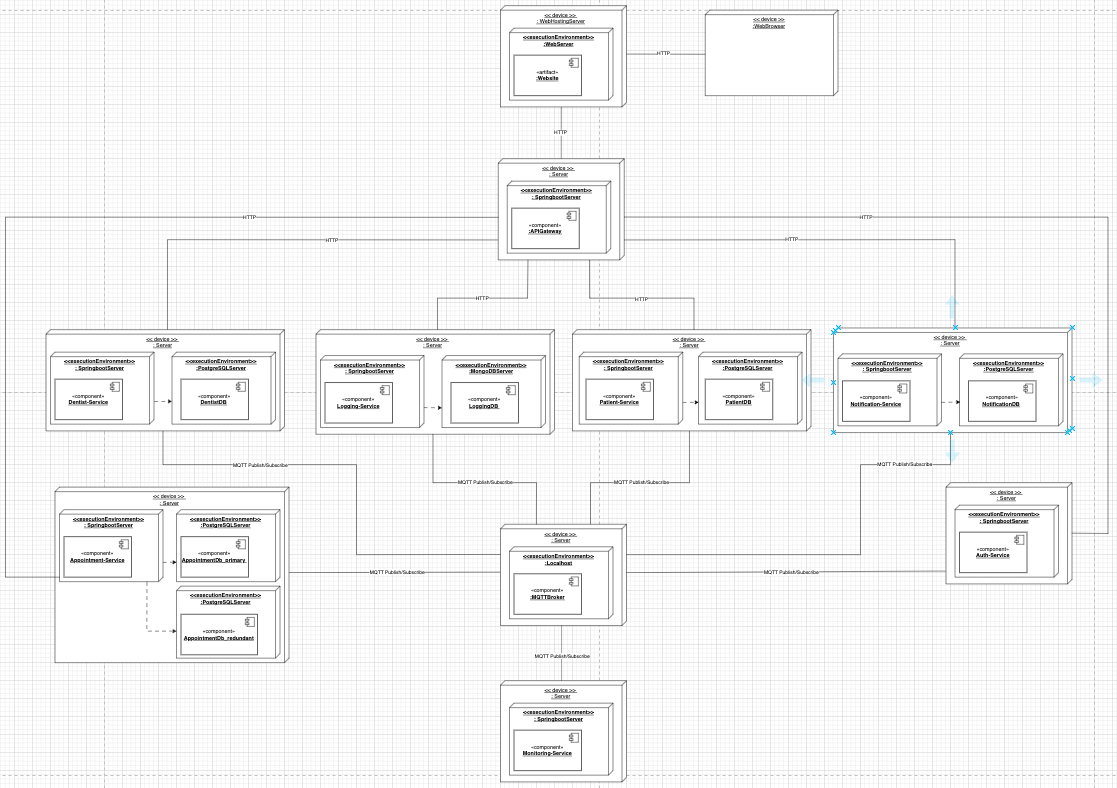 << device >>
: WebHostingServer
<<executionEnvironment>>
:WebServer
«artifact»
:Website
HTTP
<< device >>
:WebBrowser
HTTP
<< device >>
: Server
<<executionEnvironment>>
: SpringbootServer
«component»
:APIGateway
HTTP
HTTP
HTTP
HTTP
HTTP
HTTP
<< device >>
: Server
<<executionEnvironment>>
: SpringbootServer
«component»
Dentist-Service
<<executionEnvironment>>
:PostgreSQLServer
«component»
DentistDB
<< device >>
: Server
<<executionEnvironment>>
: SpringbootServer
«component»
Logging-Service
<<executionEnvironment>>
:MongoDBServer
«component»
LoggingDB
<< device >>
: Server
<<executionEnvironment>>
: SpringbootServer
«component»
Patient-Service
<<executionEnvironment>>
:PostgreSQLServer
«component»
PatientDB
<< device >>
: Server
<<executionEnvironment>>
: SpringbootServer
«component»
Notification-Service
<<executionEnvironment>>
:PostgreSQLServer
«component»
NotificationDB
MQTT Publish/Subscribe
MQTT Publish/Subscribe
MQTT Publish/Subscribe
MQTT Publish/Subscribe
<< device >>
: Server
<<executionEnvironment>>
: SpringbootServer
«component»
Appointment-Service
<<executionEnvironment>>
:PostgreSQLServer
«component»
AppointmentDb_primary
<<executionEnvironment>>
:PostgreSQLServer
«component»
AppointmentDb_redundant
MQTT Publish/Subscribe
<< device >>
: Server
<<executionEnvironment>>
:Localhost
«component»
:MQTTBroker
MQTT Publish/Subscribe
<< device >>
: Server
<<executionEnvironment>>
: SpringbootServer
«component»
Auth-Service
MQTT Publish/Subscribe
<< device >>
: Server
<<executionEnvironment>>
: SpringbootServer
«component»
Monitoring-Service